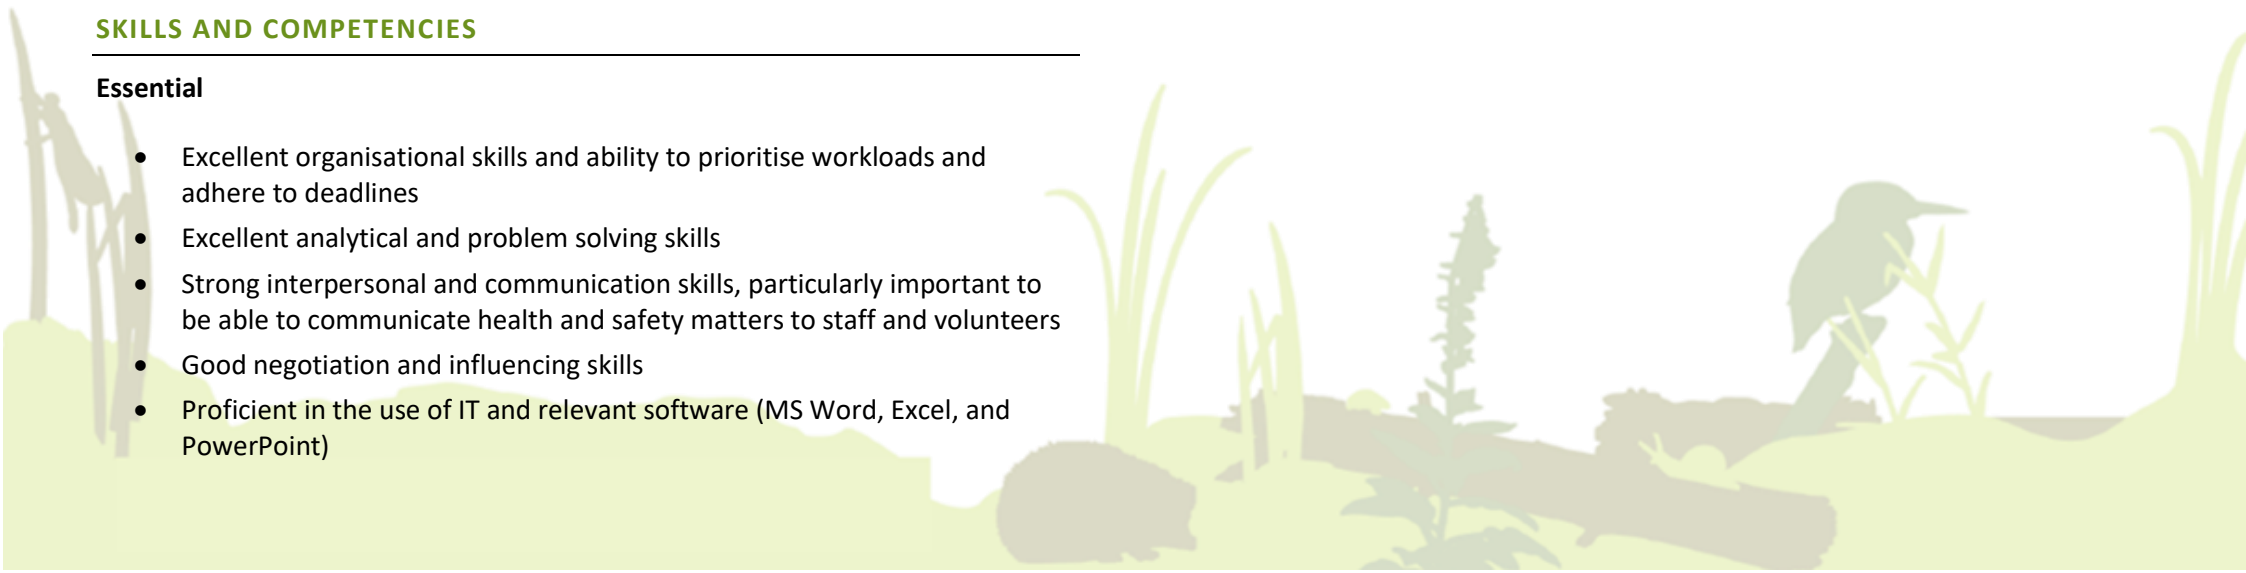 SKILLS AND COMPETENCIES
Essential
• Excellent organisational skills and ability to prioritise workloads and
adhere to deadlines
• Excellent analytical and problem solving skills
• Strong interpersonal and communication skills, particularly important to
be able to communicate health and safety matters to staff and volunteers
• Good negotiation and influencing skills
• Proficient in the use of IT and relevant software (MS Word, Excel, and
PowerPoint)